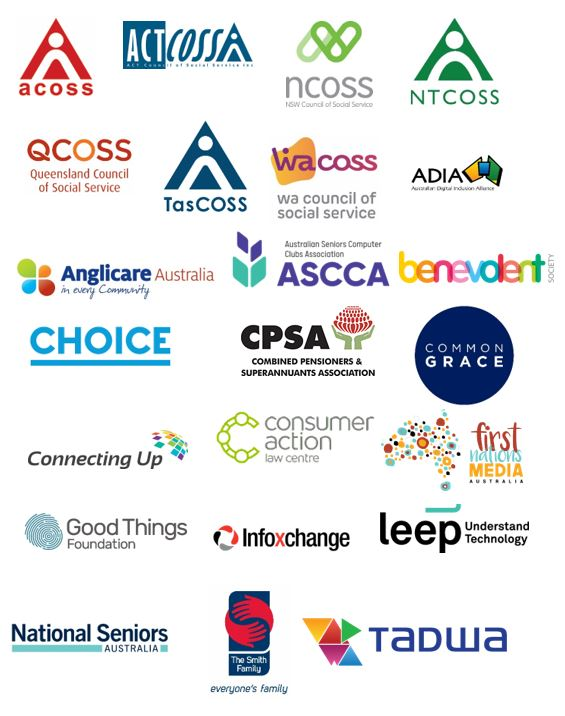 acoss
ACTCOSS
ACT Council of Social Service Inc
ncoss
NSW Council of Social Service
NTCOSS
QCOSS
Queensland Council
of Social Service
TasCOSS
wacoss
wa council of
social service
ADIA
Australian Digital Inclusion Alliance
Anglicare Australia
in every Community
Australian Seniors Computer
Clubs Association
ASCCA
benevolent
SOCIETY
CHOICE
CPSA
COMBINED PENSIONERS &
SUPERANNUANTS ASSOCIATION
COMMON
GRACE
Connecting Up
consumer
action
law centre
first
nations
MEDIA
AUSTRALIA
Good Things
Foundation
Infoxchange
leep
Understand
Technology
National Seniors
AUSTRALIA
The Smith
Family
everyone's family
TADWA